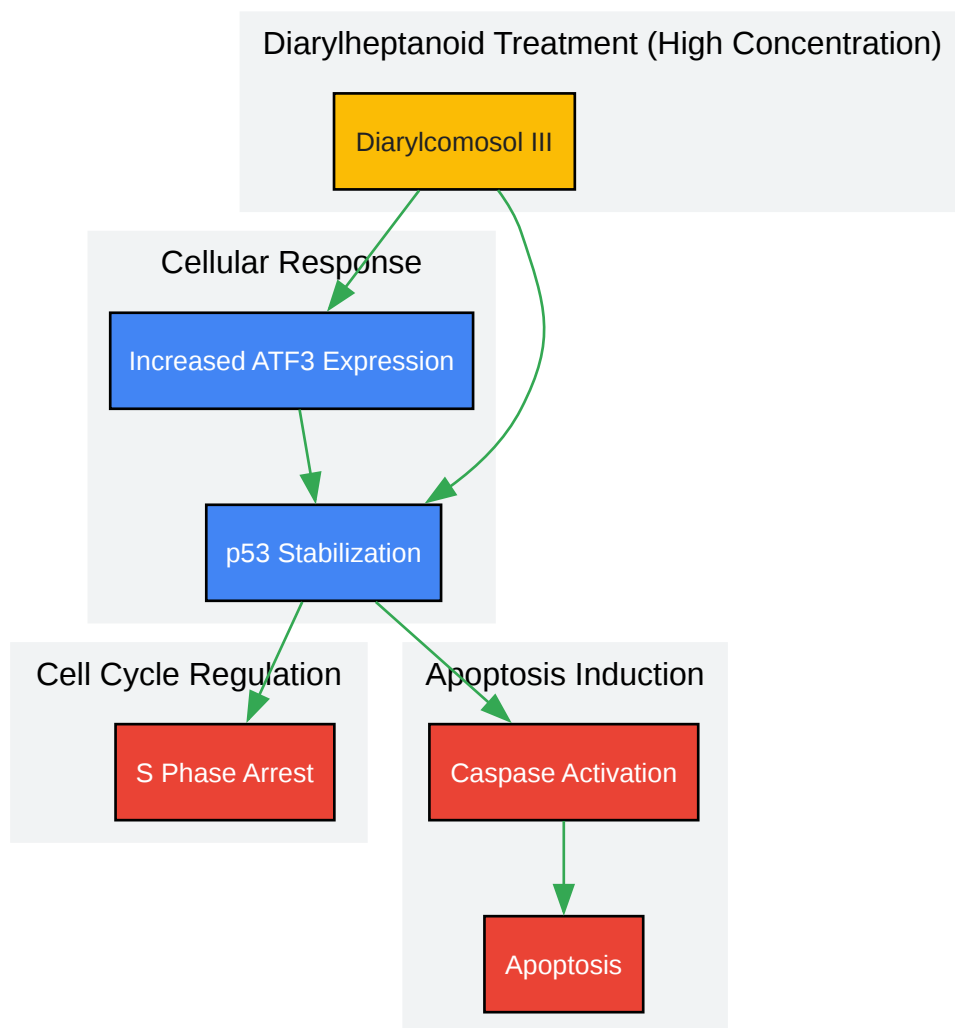 Diarylheptanoid Treatment (High Concentration)
Diarylcomosol III
Cellular Response
Increased ATF3 Expression
p53 Stabilization
Cell Cycle Regulation
S Phase Arrest
Apoptosis Induction
Caspase Activation
Apoptosis